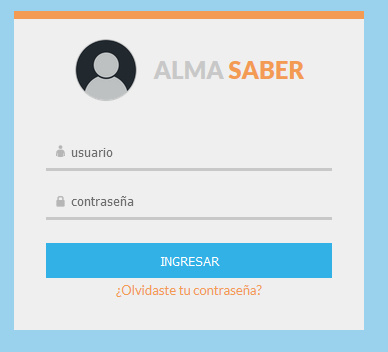 ALMA SABER
usuario
contraseña
INGRESAR
¿Olvidaste tu contraseña?